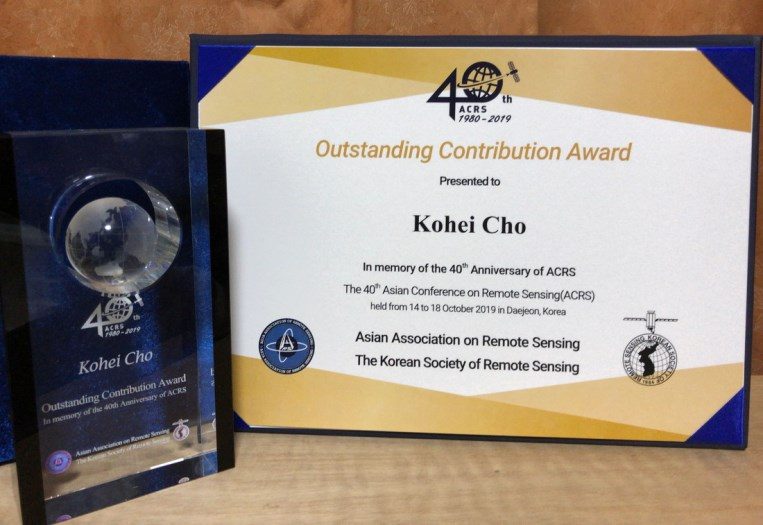 40th
ACRS
1980 - 2019
Outstanding Contribution Award
Presented to
Kohei Cho
In memory of the 40th Anniversary of ACRS
The 40th Asian Conference on Remote Sensing(ACRS)
held from 14 to 18 October 2019 in Daejeon, Korea
Asian Association on Remote Sensing
The Korean Society of Remote Sensing
40th
ACRS
1980 - 2019
Kohei Cho
Outstanding Contribution Award
In memory of the 40th Anniversary of ACRS
Asian Association on Remote Sensing
The Korean Society of Remote Sensing